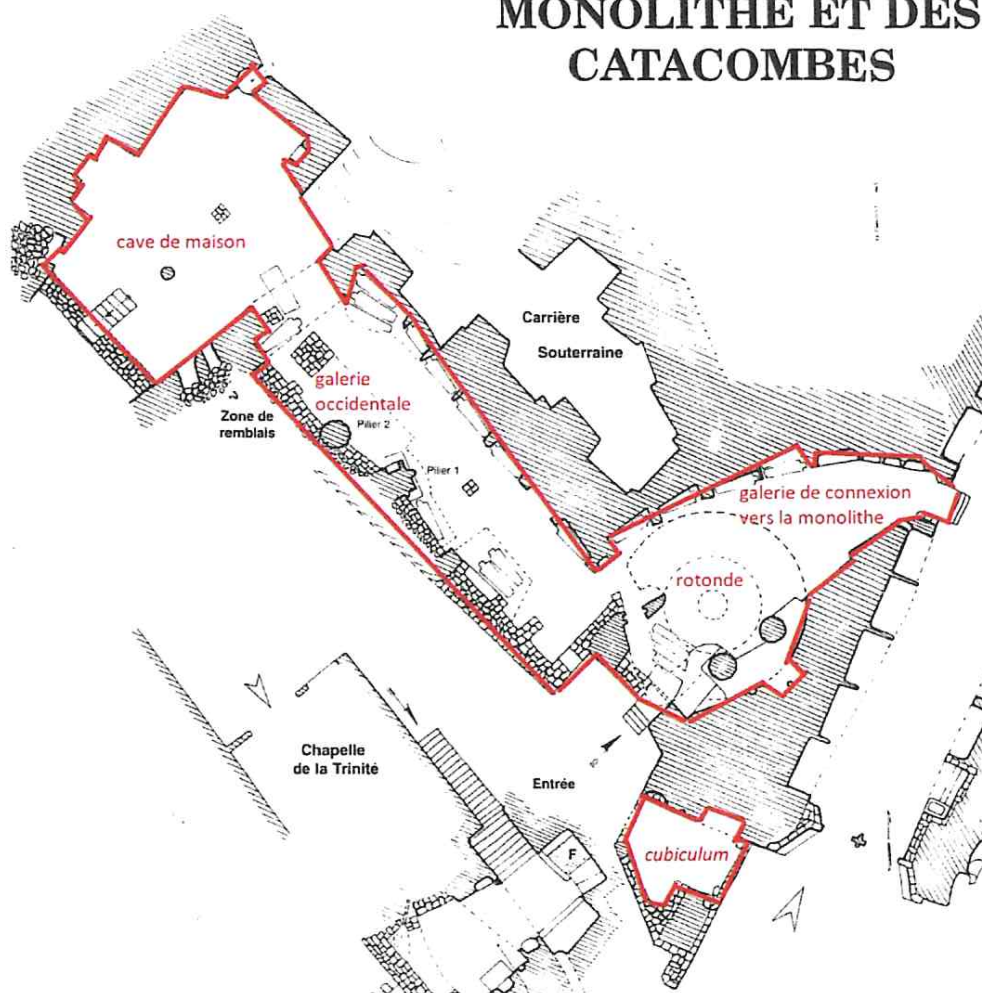 MONOLITHE ET DES
CATACOMBES
cave de maison
Carrière
Souterraine
galerie
occidentale
Zone de
remblais
Pilier 2
Pilier 1
galerie de connexion
vers la monolithe
rotonde
Chapelle
de la Trinité
Entrée
F
cubiculum